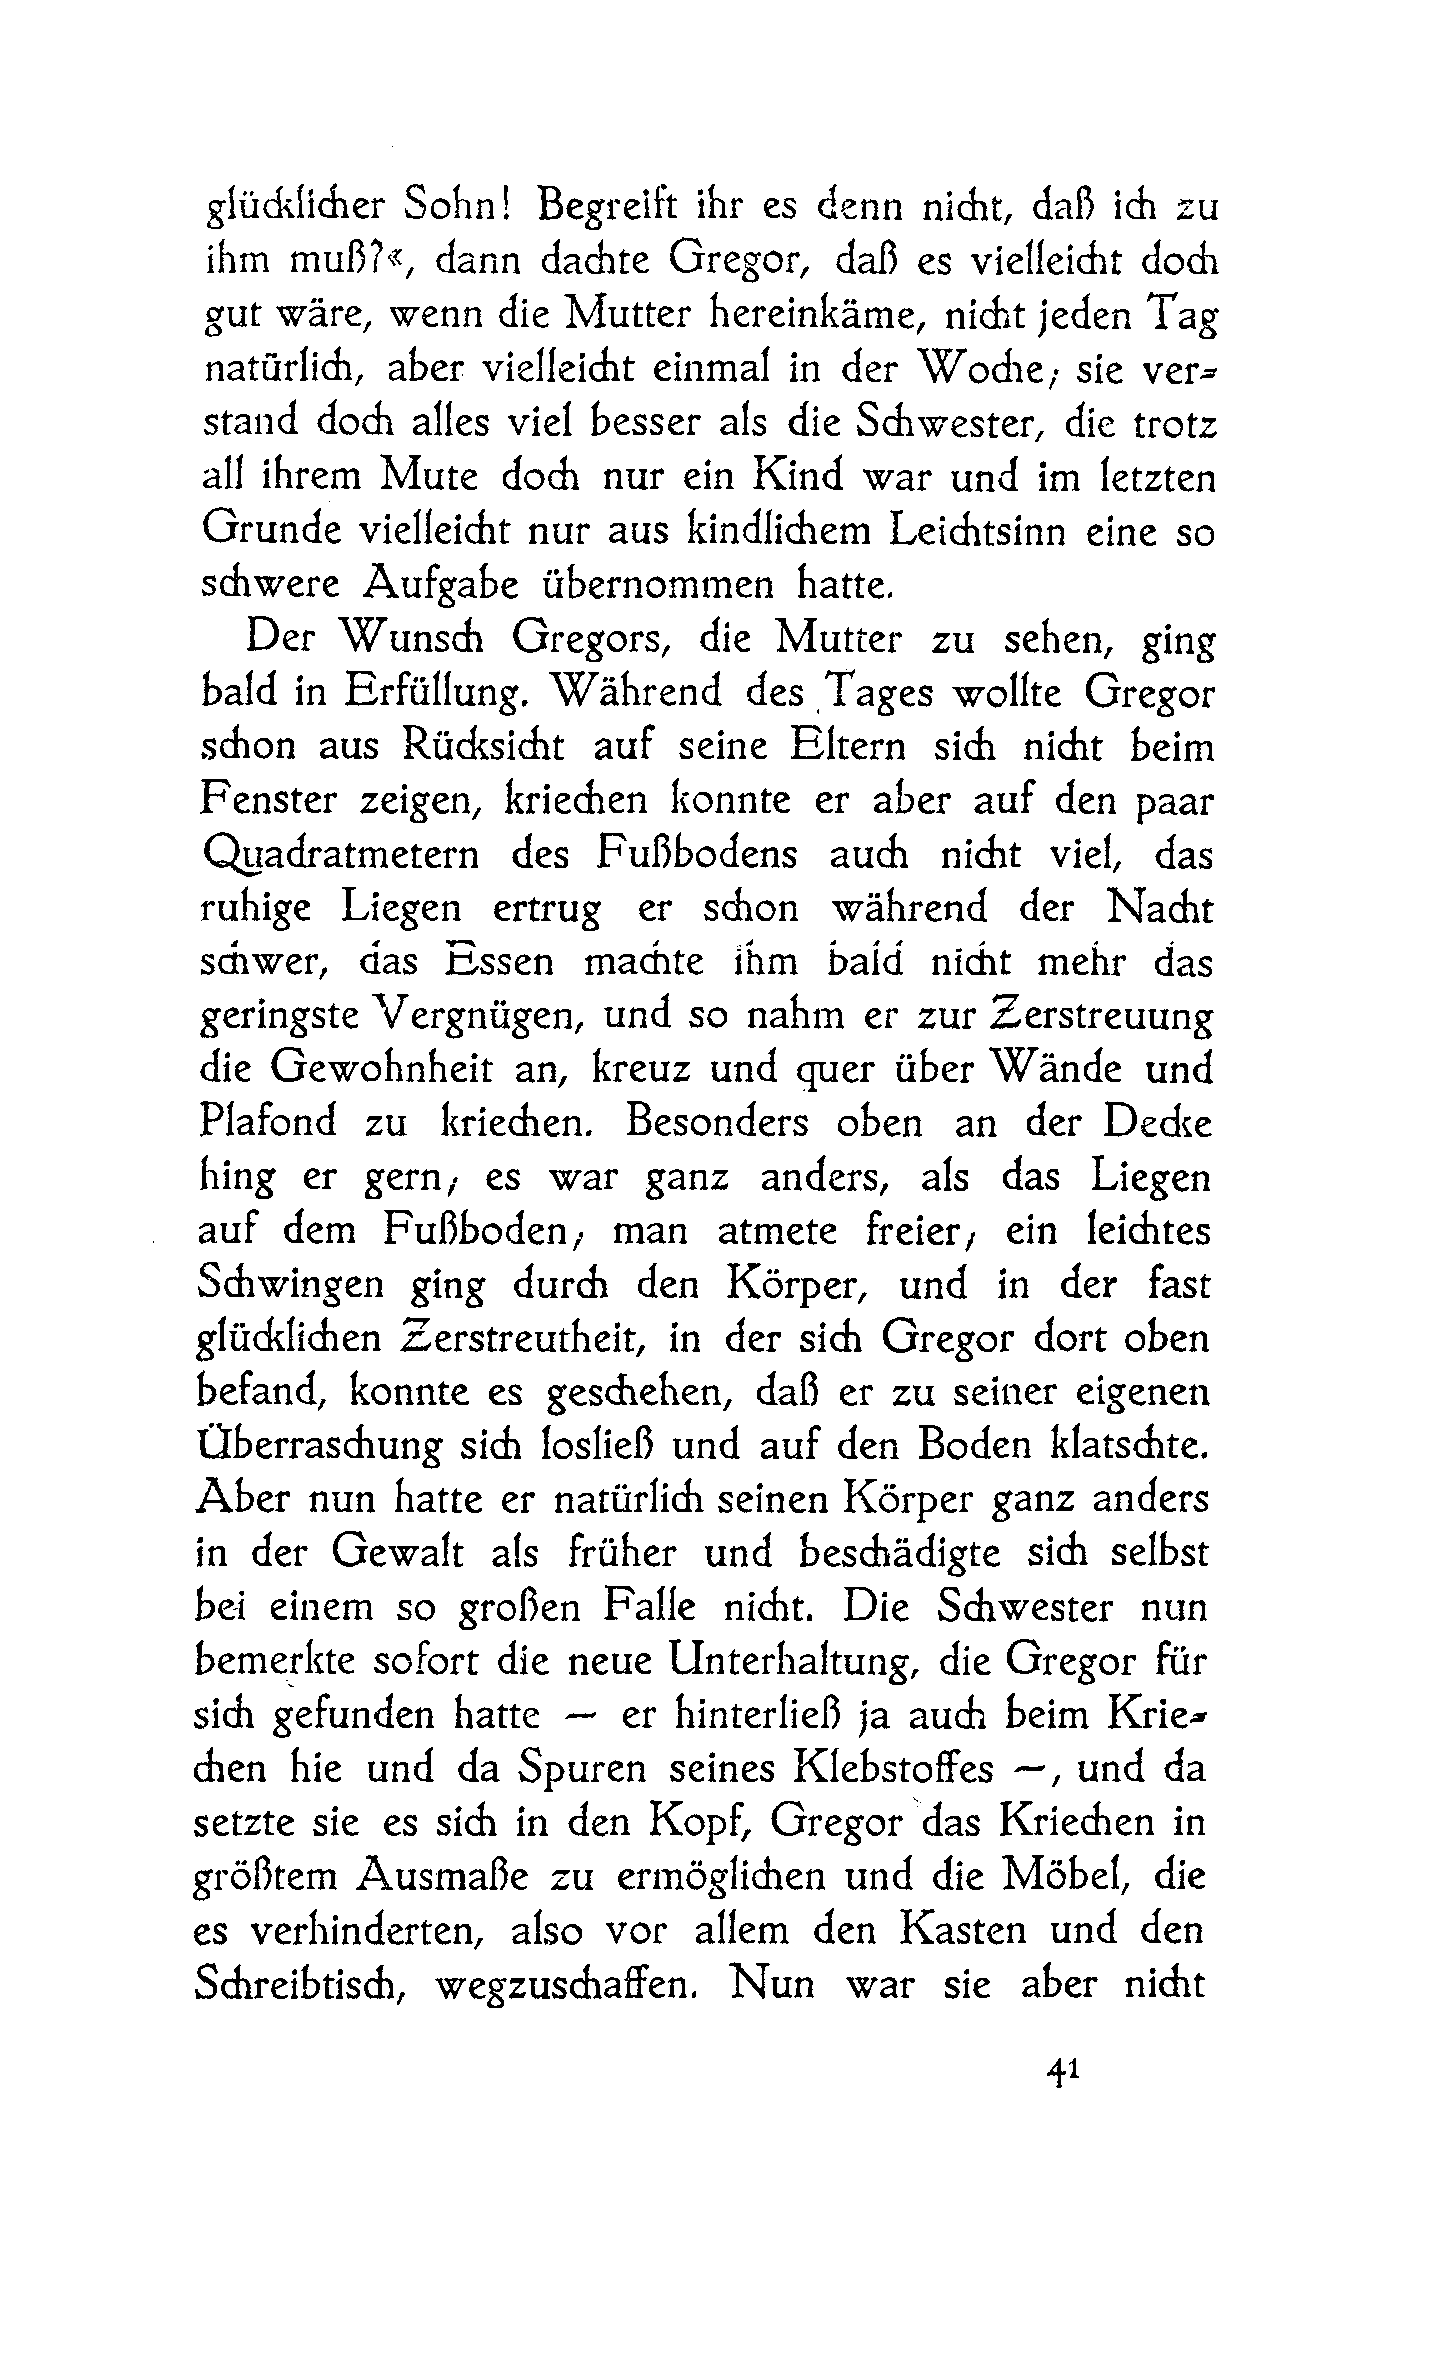 glücklicher Sohn! Begreift ihr es denn nicht, daß ich zu
ihm muß?«, dann dachte Gregor, daß es vielleicht doch
gut wäre, wenn die Mutter hereinkäme, nicht jeden Tag
natürlich, aber vielleicht einmal in der Woche; sie ver-
stand doch alles viel besser als die Schwester, die trotz
all ihrem Mute doch nur ein Kind war und im letzten
Grunde vielleicht nur aus kindlichem Leichtsinn eine so
schwere Aufgabe übernommen hatte.
Der Wunsch Gregors, die Mutter zu sehen, ging
bald in Erfüllung. Während des Tages wollte Gregor
schon aus Rücksicht auf seine Eltern sich nicht beim
Fenster zeigen, kriechen konnte er aber auf den paar
Quadratmetern des Fußbodens auch nicht viel, das
ruhige Liegen ertrug er schon während der Nacht
schwer, das Essen machte ihm bald nicht mehr das
geringste Vergnügen, und so nahm er zur Zerstreuung
die Gewohnheit an, kreuz und quer über Wände und
Plafond zu kriechen. Besonders oben an der Decke
hing er gern; es war ganz anders, als das Liegen
auf dem Fußboden; man atmete freier; ein leichtes
Schwingen ging durch den Körper, und in der fast
glücklichen Zerstreutheit, in der sich Gregor dort oben
befand, konnte es geschehen, daß er zu seiner eigenen
Überraschung sich losließ und auf den Boden klatschte.
Aber nun hatte er natürlich seinen Körper ganz anders
in der Gewalt als früher und beschädigte sich selbst
bei einem so großen Falle nicht. Die Schwester nun
bemerkte sofort die neue Unterhaltung, die Gregor für
sich gefunden hatte — er hinterließ ja auch beim Krie-
chen hie und da Spuren seines Klebstoffes —, und da
setzte sie es sich in den Kopf, Gregor das Kriechen in
größtem Ausmaße zu ermöglichen und die Möbel, die
es verhinderten, also vor allem den Kasten und den
Schreibtisch, wegzuschaffen. Nun war sie aber nicht
41